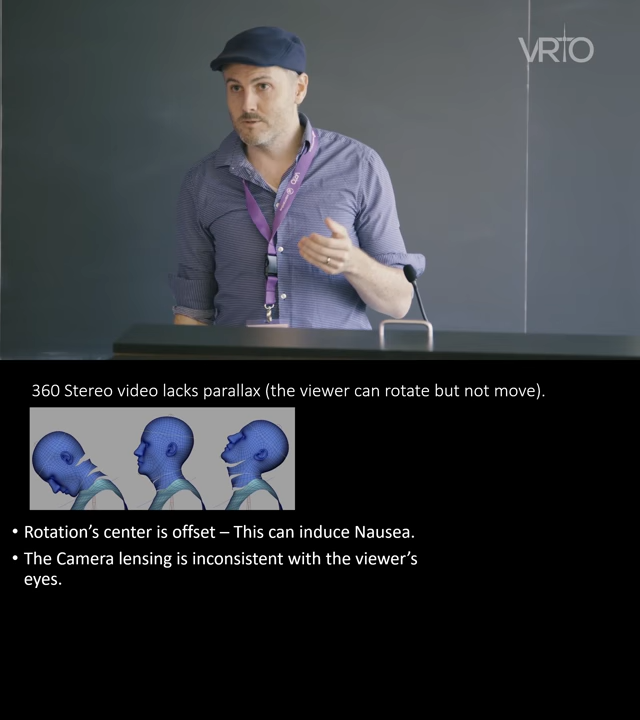 VRTO
360 Stereo video lacks parallax (the viewer can rotate but not move).
• Rotation's center is offset – This can induce Nausea.
• The Camera lensing is inconsistent with the viewer's
eyes.